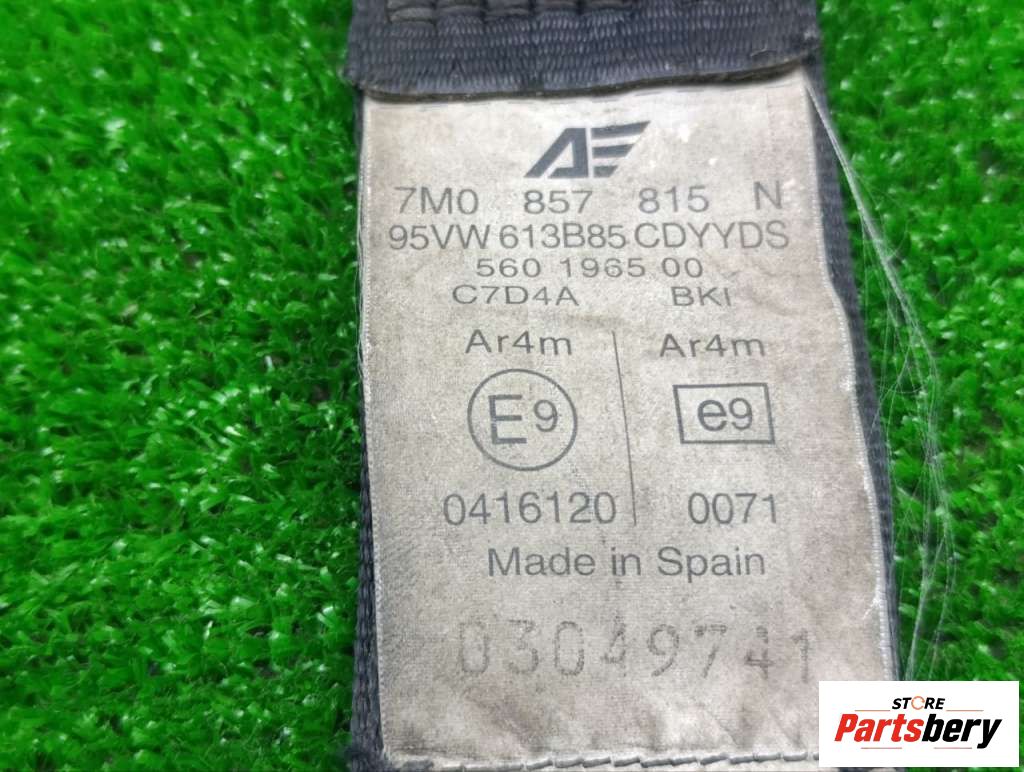 AE
7M0 857 815 N
95VW 613B85 CDYYDS
560 1965 00
C7D4A BKI
Ar4m Ar4m
E9 e9
0416120 0071
Made in Spain
03049741
STORE
Partsbery